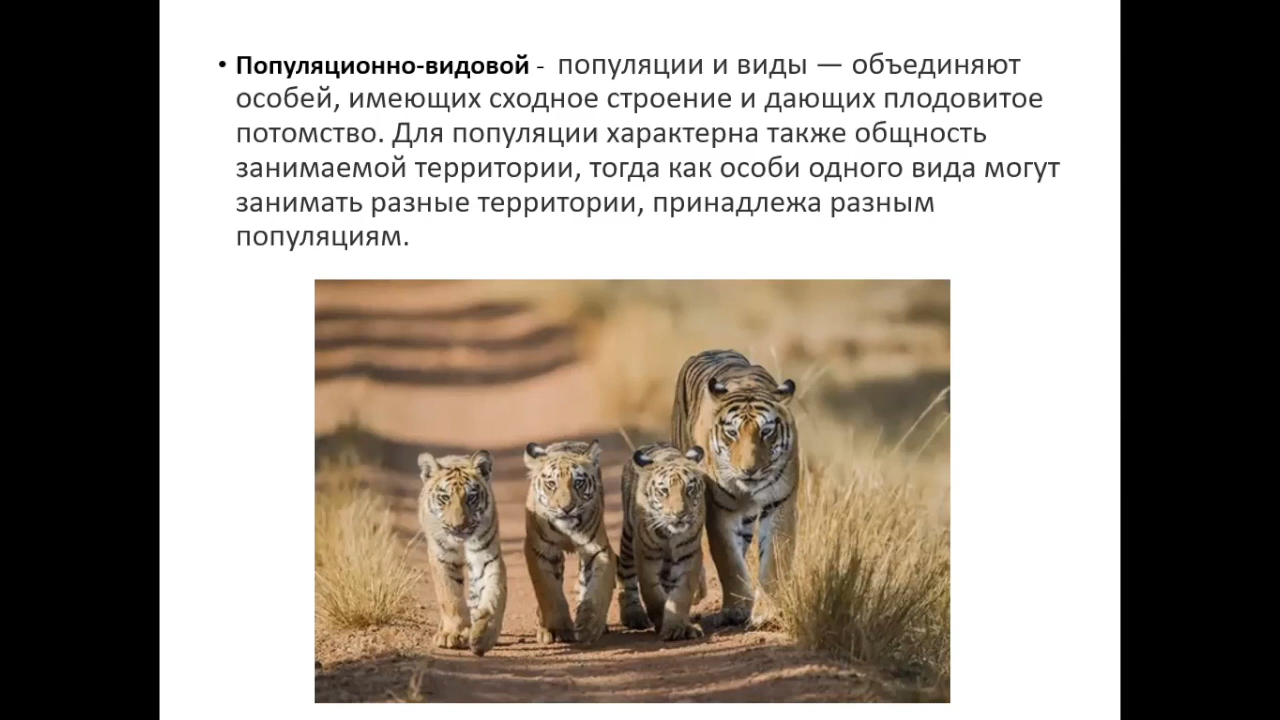 • Популяционно-видовой -  популяции и виды — объединяют
особей, имеющих сходное строение и дающих плодовитое
потомство. Для популяции характерна также общность
занимаемой территории, тогда как особи одного вида могут
занимать разные территории, принадлежа разным
популяциям.